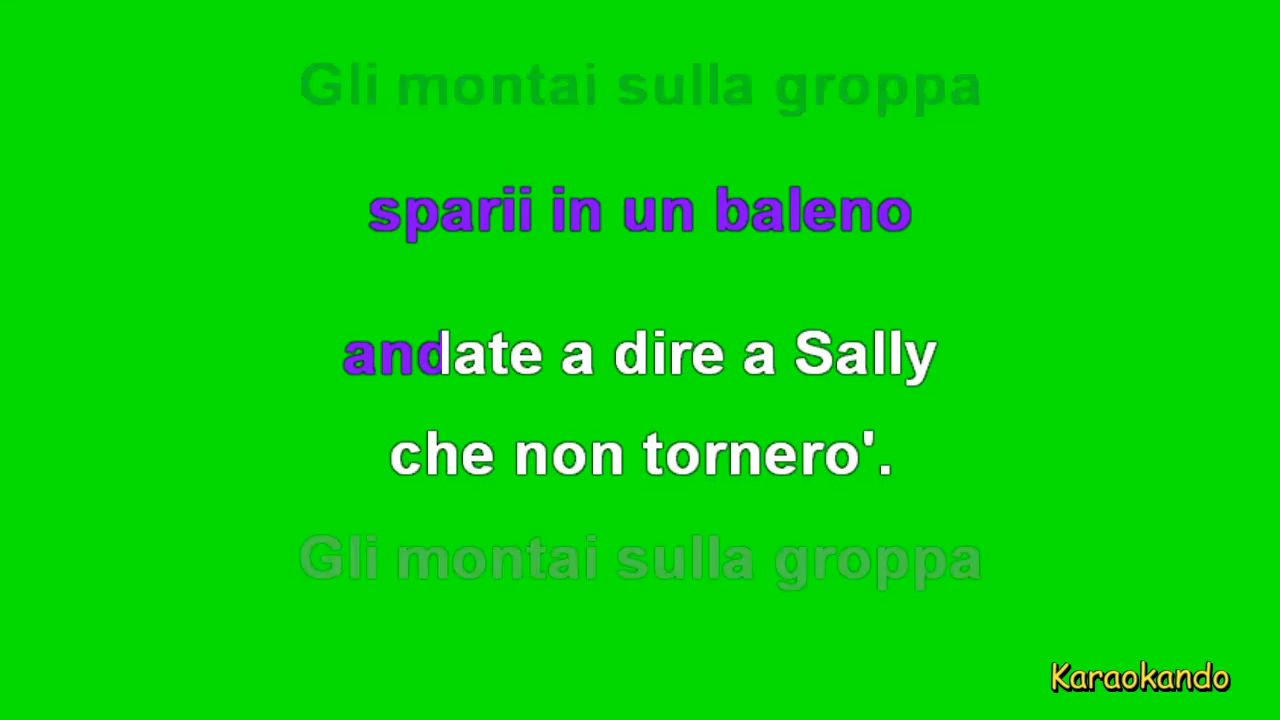 Gli montai sulla groppa
sparii in un baleno
andate a dire a Sally
che non tornero'.
Gli montai sulla groppa
Karaokando